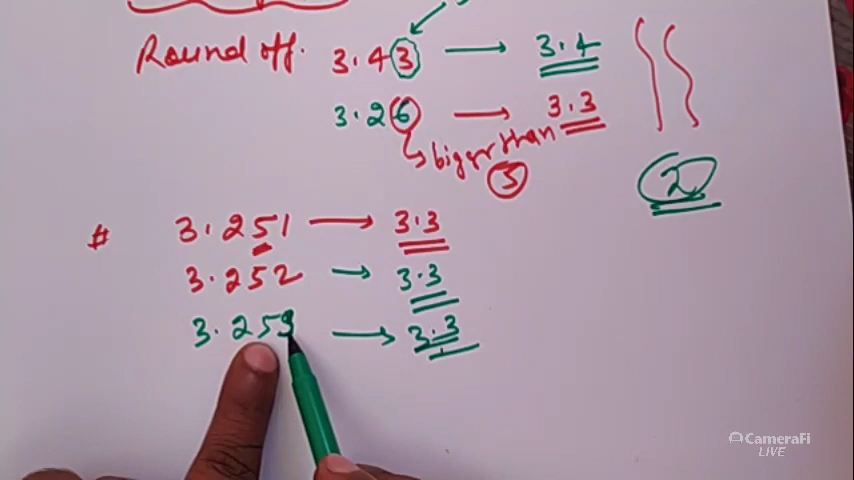 Round off. 3.43 → 3.4
3.26 → 3.3
bigger than
5
2
# 3.251 → 3.3
3.252 → 3.3
3.259 → 3.3
CameraFi
LIVE